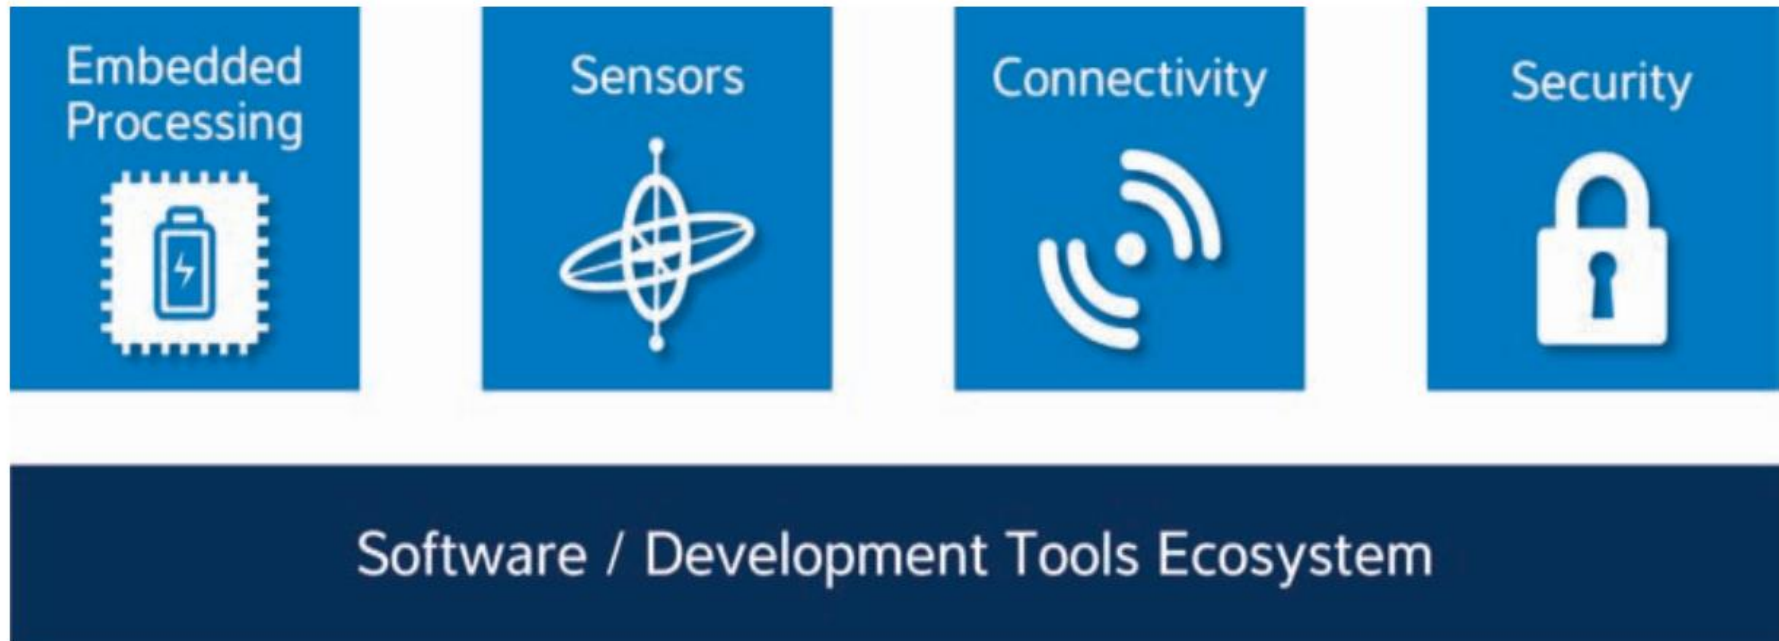 Embedded
Processing
Sensors
Connectivity
Security
Software / Development Tools Ecosystem